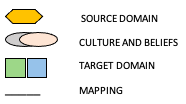 SOURCE DOMAIN
CULTURE AND BELIEFS
TARGET DOMAIN
MAPPING